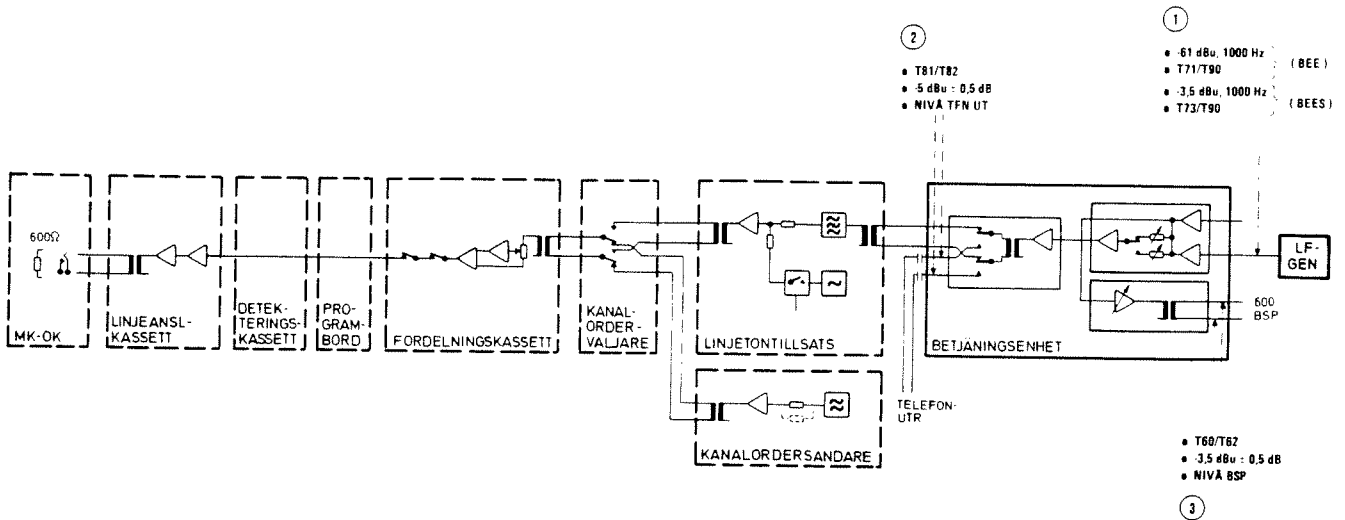 1
• -61 dBu, 1000 Hz
• T71/T90
(BEE)
• -3,5 dBu, 1000 Hz
• T73/T90
(BEES)
2
• T81/T82
• -5 dBu ± 0,5 dB
• NIVÅ TFN UT
600Ω
MK-OK
LINJEANSL-
KASSETT
DETEK-
TERINGS-
KASSETT
PRO-
GRAM-
BORD
FORDELNINGSKASSETT
KANAL-
ORDER-
VALJARE
LINJETONTILLSATS
BETJÄNINGSENHET
LF-
GEN
600
BSP
TELEFON-
UTR
KANALORDERSANDARE
• T60/T62
• -3,5 dBu ± 0,5 dB
• NIVÅ BSP
3